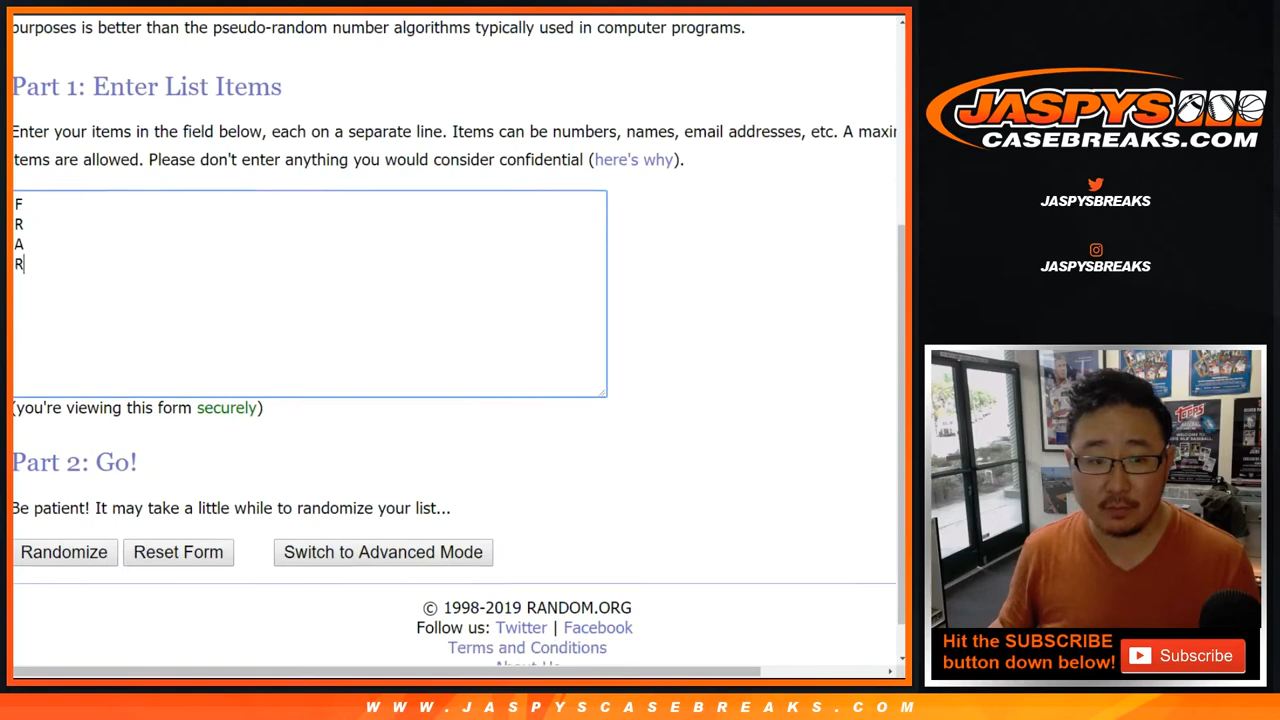 purposes is better than the pseudo-random number algorithms typically used in computer programs.
Part 1: Enter List Items
Enter your items in the field below, each on a separate line. Items can be numbers, names, email addresses, etc. A maxi
items are allowed. Please don't enter anything you would consider confidential (here's why).
F
R
A
R
(you're viewing this form securely)
Part 2: Go!
Be patient! It may take a little while to randomize your list...
Randomize
Reset Form
Switch to Advanced Mode
© 1998-2019 RANDOM.ORG
Follow us: Twitter | Facebook
Terms and Conditions
About Us
JASPYS
CASEBREAKS.COM
JASPYSBREAKS
JASPYSBREAKS
topps
Hit the SUBSCRIBE
button down below!
Subscribe
WWW.JASPYSCASEBREAKS.COM